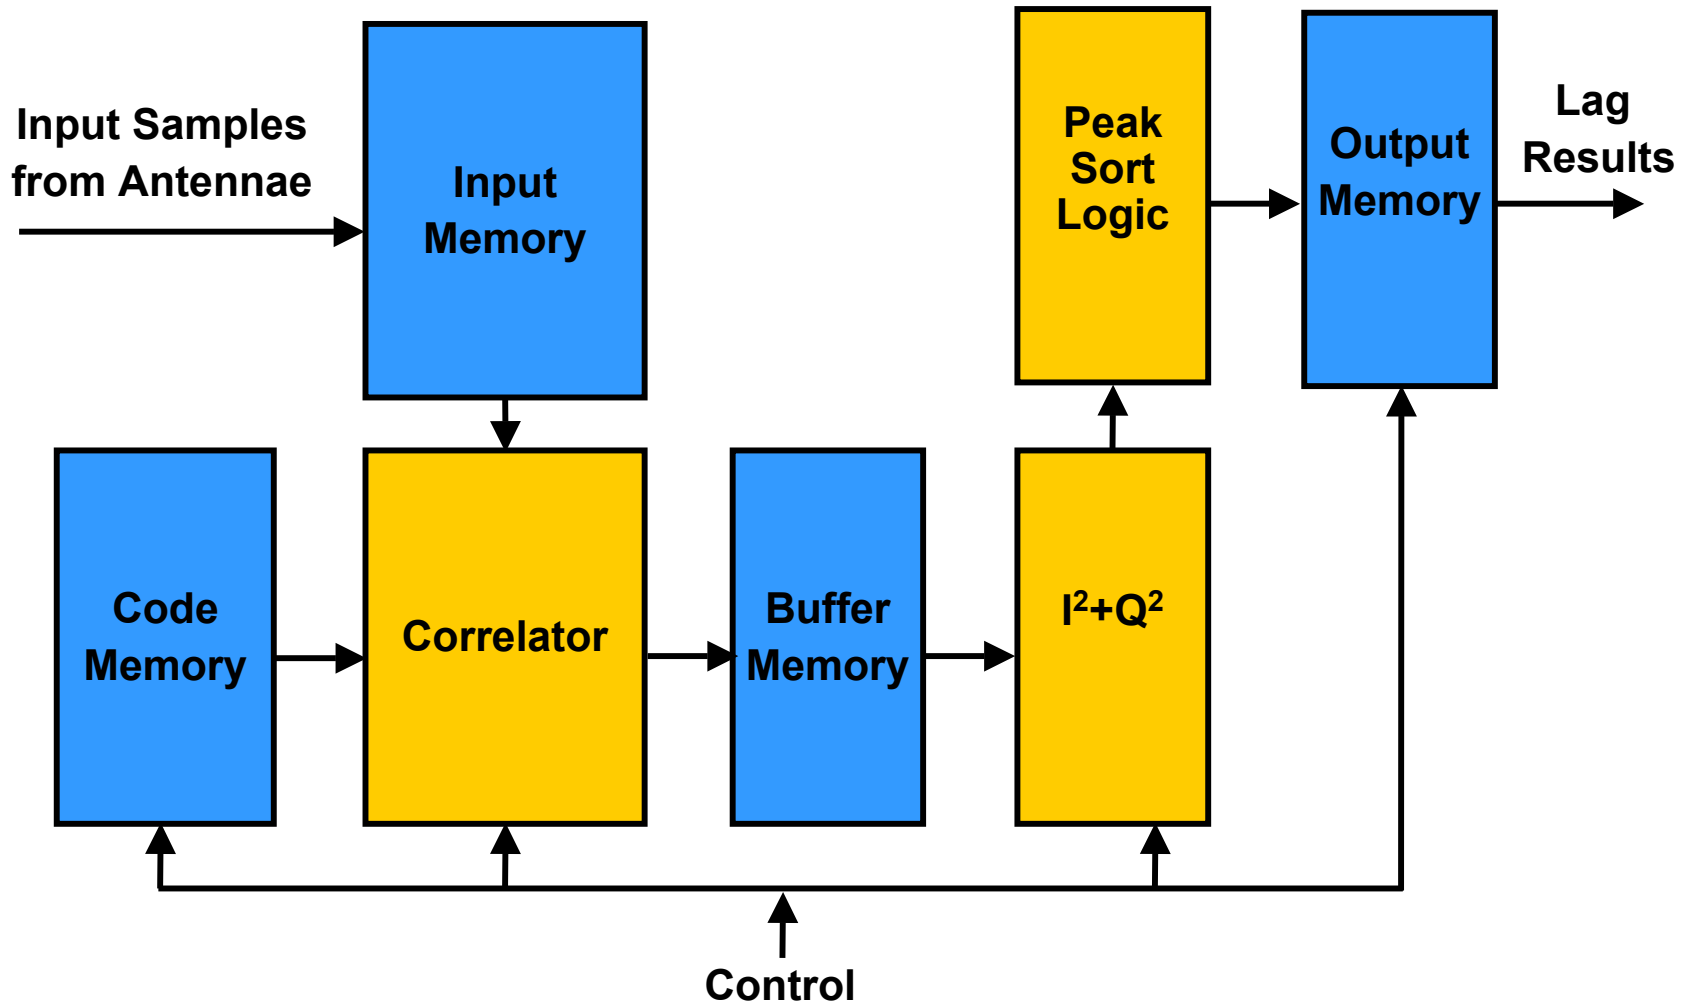 Input Samples
from Antennae
Input
Memory
Peak
Sort
Logic
Output
Memory
Lag
Results
Code
Memory
Correlator
Buffer
Memory
I²+Q²
Control